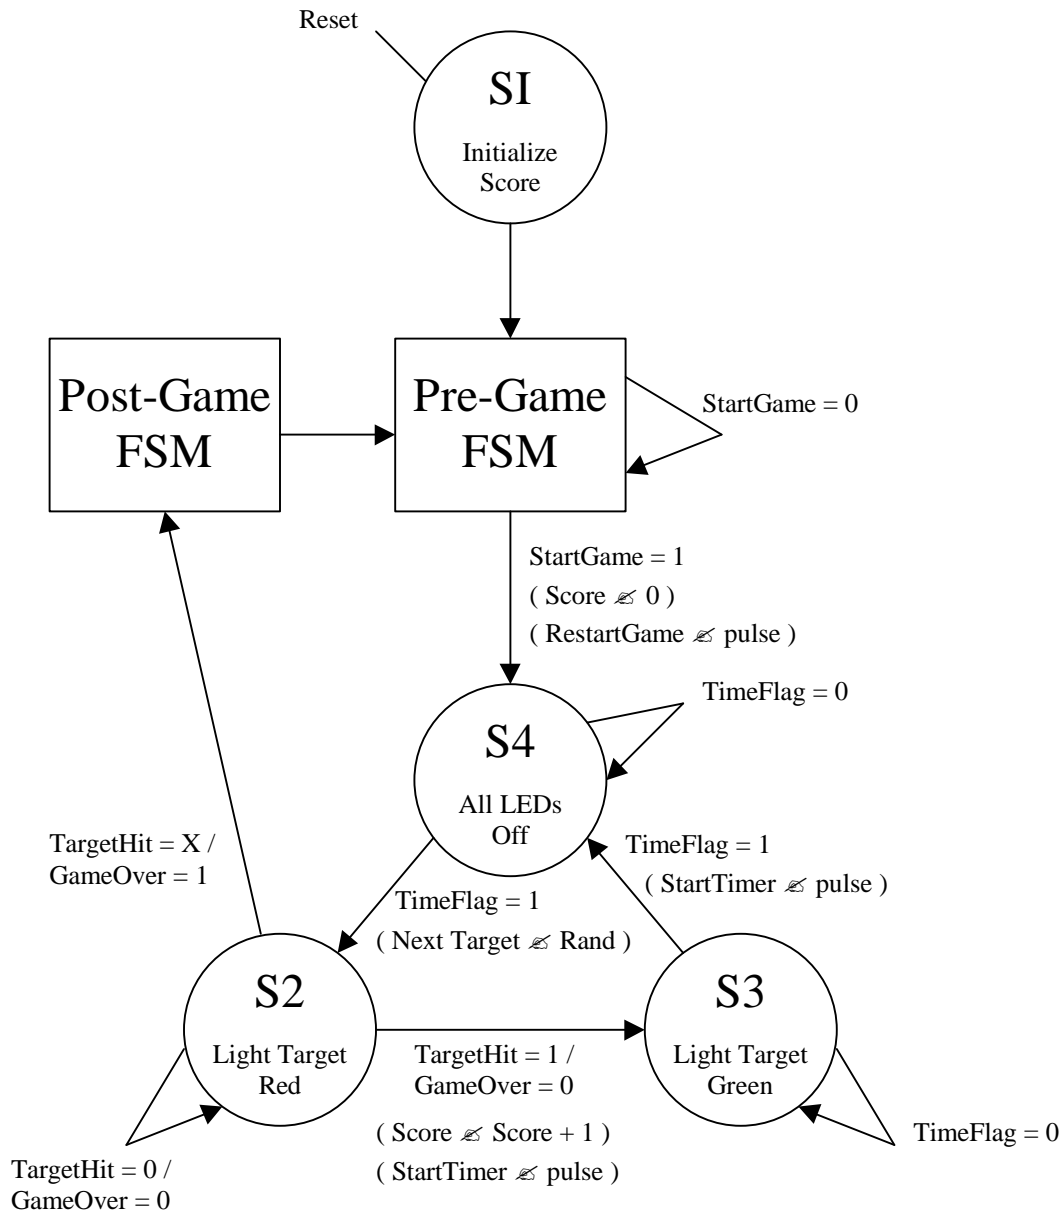 Reset
SI
Initialize
Score
Post-Game
FSM
Pre-Game
FSM
StartGame = 0
StartGame = 1
( Score ✍ 0 )
( RestartGame ✍ pulse )
TimeFlag = 0
S4
All LEDs
Off
TargetHit = X /
GameOver = 1
TimeFlag = 1
( StartTimer ✍ pulse )
TimeFlag = 1
( Next Target ✍ Rand )
S2
Light Target
Red
S3
Light Target
Green
TargetHit = 1 /
GameOver = 0
( Score ✍ Score + 1 )
( StartTimer ✍ pulse )
TimeFlag = 0
TargetHit = 0 /
GameOver = 0